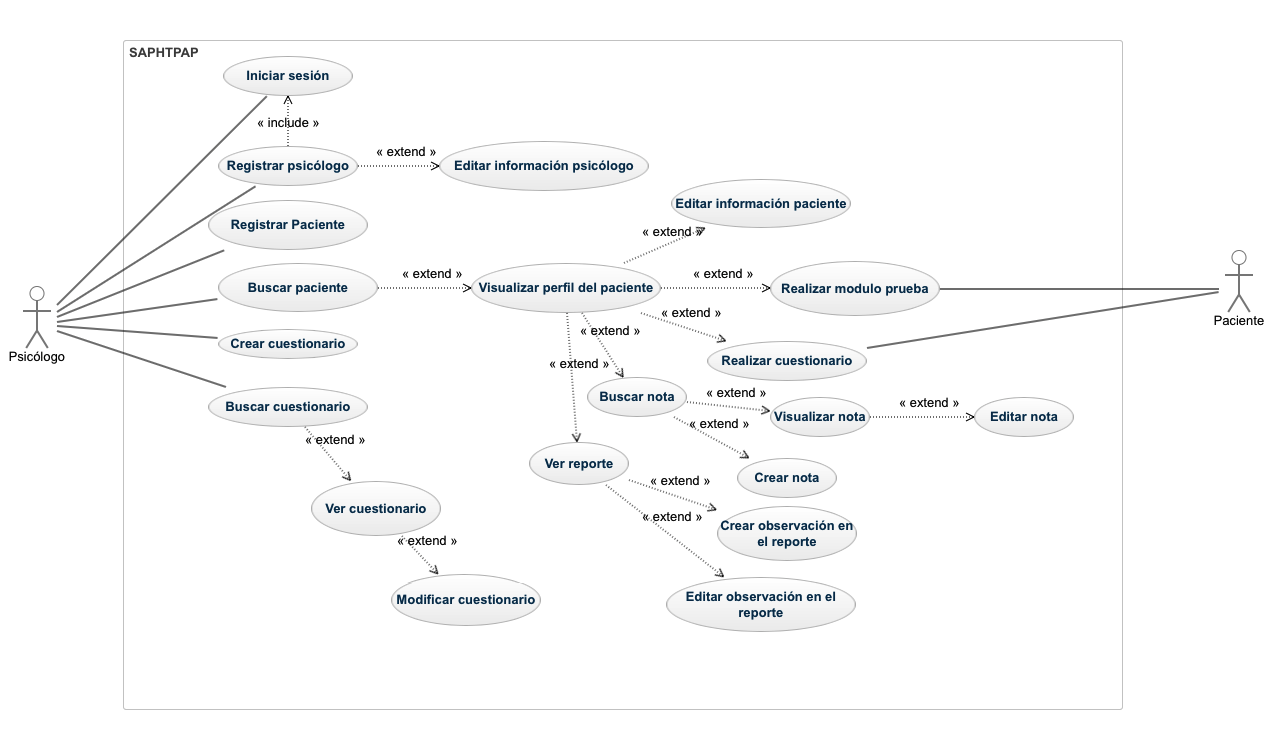 SAPHTPAP
Iniciar sesión
« include »
Registrar psicólogo
« extend »
Editar información psicólogo
Editar información paciente
Registrar Paciente
« extend »
Buscar paciente
« extend »
Visualizar perfil del paciente
« extend »
Realizar modulo prueba
Psicólogo
Paciente
« extend »
« extend »
Crear cuestionario
« extend »
Realizar cuestionario
Buscar cuestionario
Buscar nota
« extend »
Visualizar nota
« extend »
Editar nota
« extend »
« extend »
Ver reporte
Crear nota
« extend »
Ver cuestionario
« extend »
Crear observación en
el reporte
« extend »
Modificar cuestionario
Editar observación en el
reporte